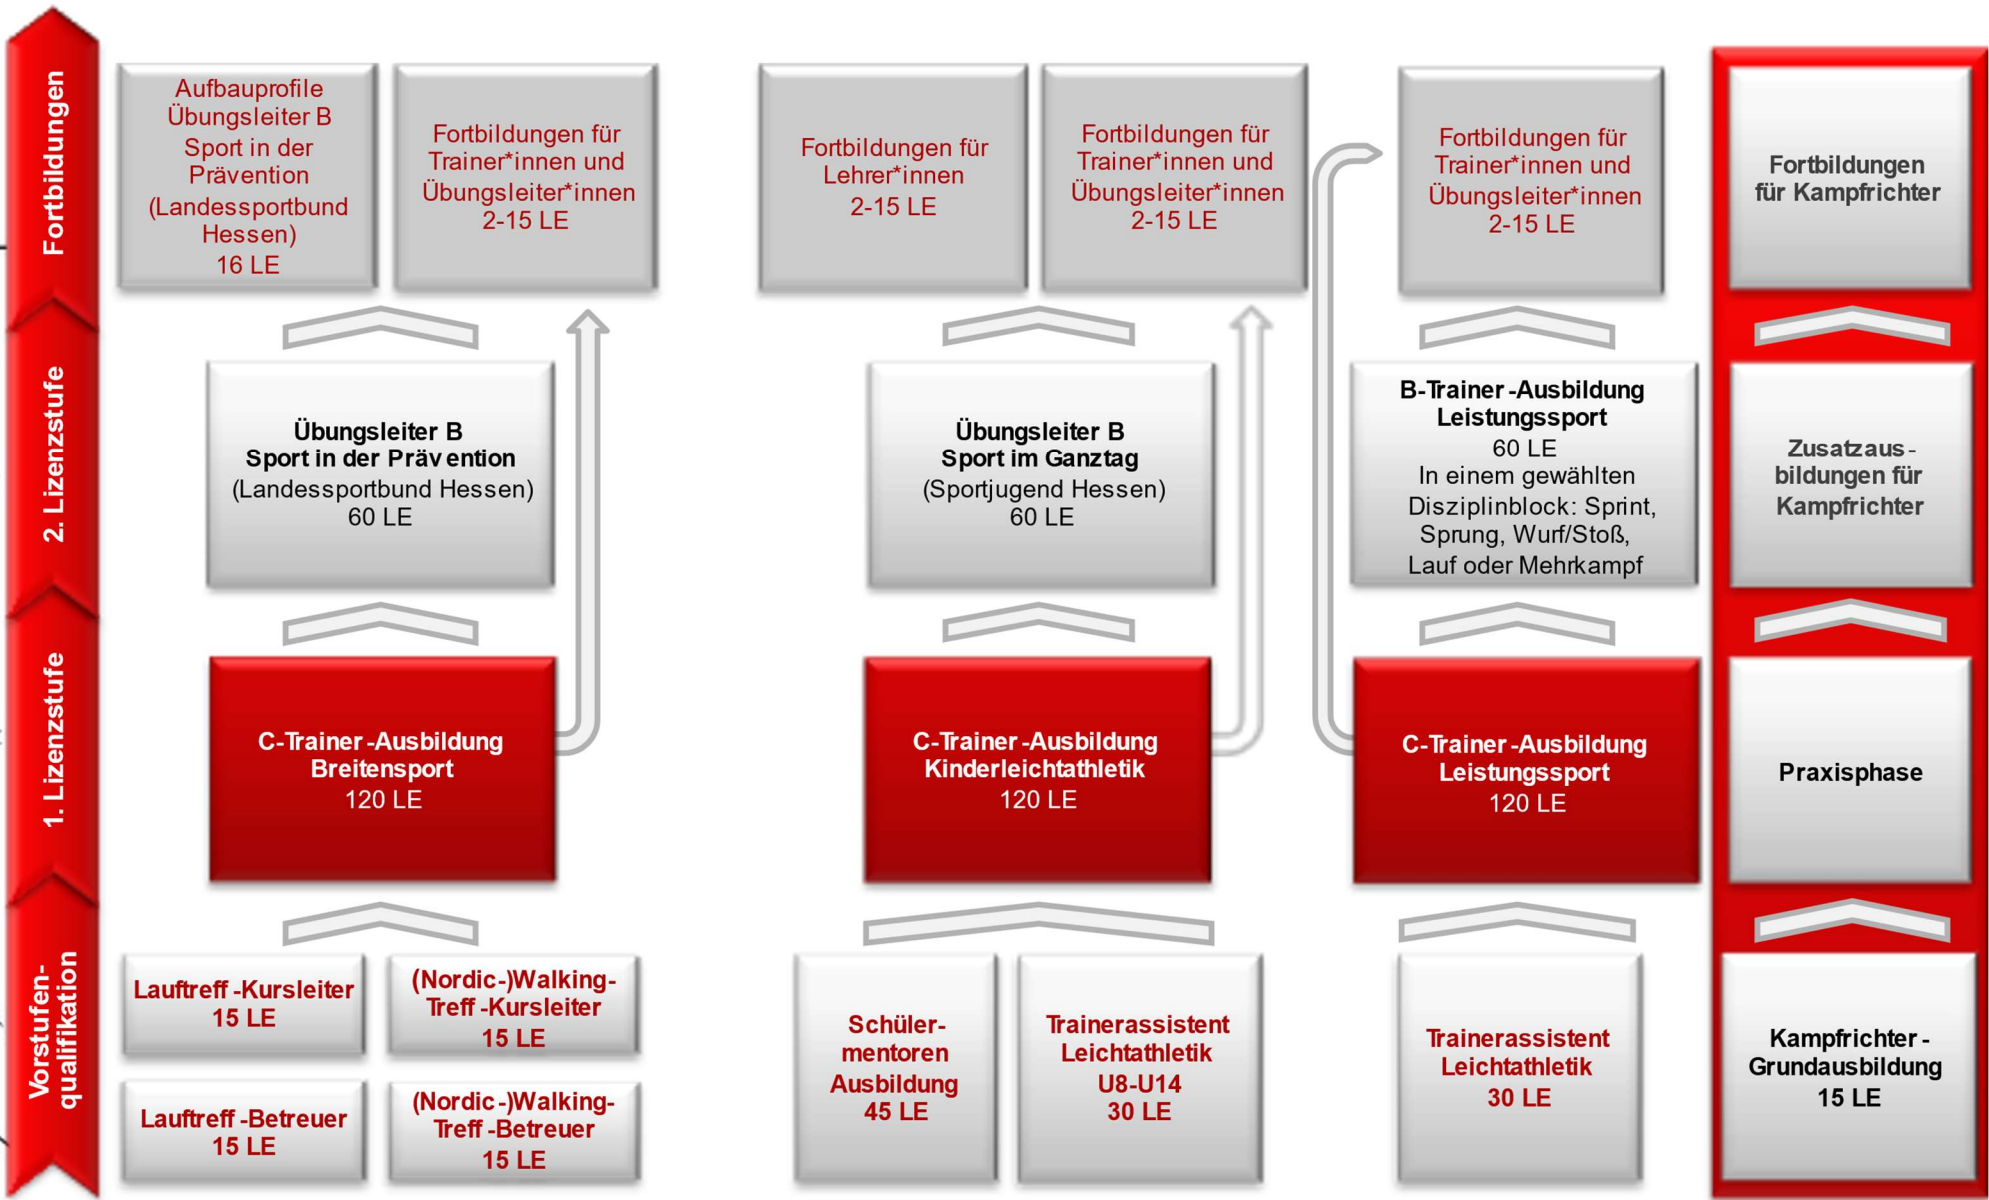 Fortbildungen
2. Lizenzstufe
1. Lizenzstufe
Vorstufen-
qualifikation
Aufbauprofile
Übungsleiter B
Sport in der
Prävention
(Landessportbund
Hessen)
16 LE
Fortbildungen für
Trainer*innen und
Übungsleiter*innen
2-15 LE
Fortbildungen für
Lehrer*innen
2-15 LE
Fortbildungen für
Trainer*innen und
Übungsleiter*innen
2-15 LE
Fortbildungen für
Trainer*innen und
Übungsleiter*innen
2-15 LE
Fortbildungen
für Kampfrichter
Übungsleiter B
Sport in der Prävention
(Landessportbund Hessen)
60 LE
Übungsleiter B
Sport im Ganztag
(Sportjugend Hessen)
60 LE
B-Trainer-Ausbildung
Leistungssport
60 LE
In einem gewählten
Disziplinblock: Sprint,
Sprung, Wurf/Stoß,
Lauf oder Mehrkampf
Zusatzaus-
bildungen für
Kampfrichter
C-Trainer-Ausbildung
Breitensport
120 LE
C-Trainer-Ausbildung
Kinderleichtathletik
120 LE
C-Trainer-Ausbildung
Leistungssport
120 LE
Praxisphase
Lauftreff-Kursleiter
15 LE
(Nordic-)Walking-
Treff-Kursleiter
15 LE
Lauftreff-Betreuer
15 LE
(Nordic-)Walking-
Treff-Betreuer
15 LE
Schüler-
mentoren
Ausbildung
45 LE
Trainerassistent
Leichtathletik
U8-U14
30 LE
Trainerassistent
Leichtathletik
30 LE
Kampfrichter-
Grundausbildung
15 LE